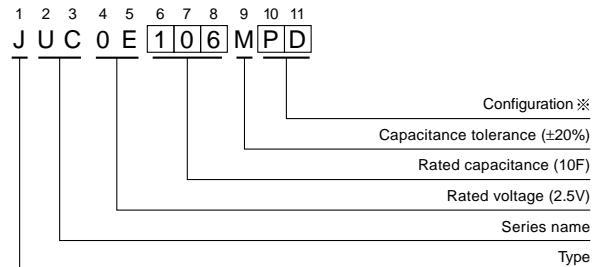 1 2 3 4 5 6 7 8 9 10 11
J U C 0 E 1 0 6 M P D
Configuration ※
Capacitance tolerance (±20%)
Rated capacitance (10F)
Rated voltage (2.5V)
Series name
Type